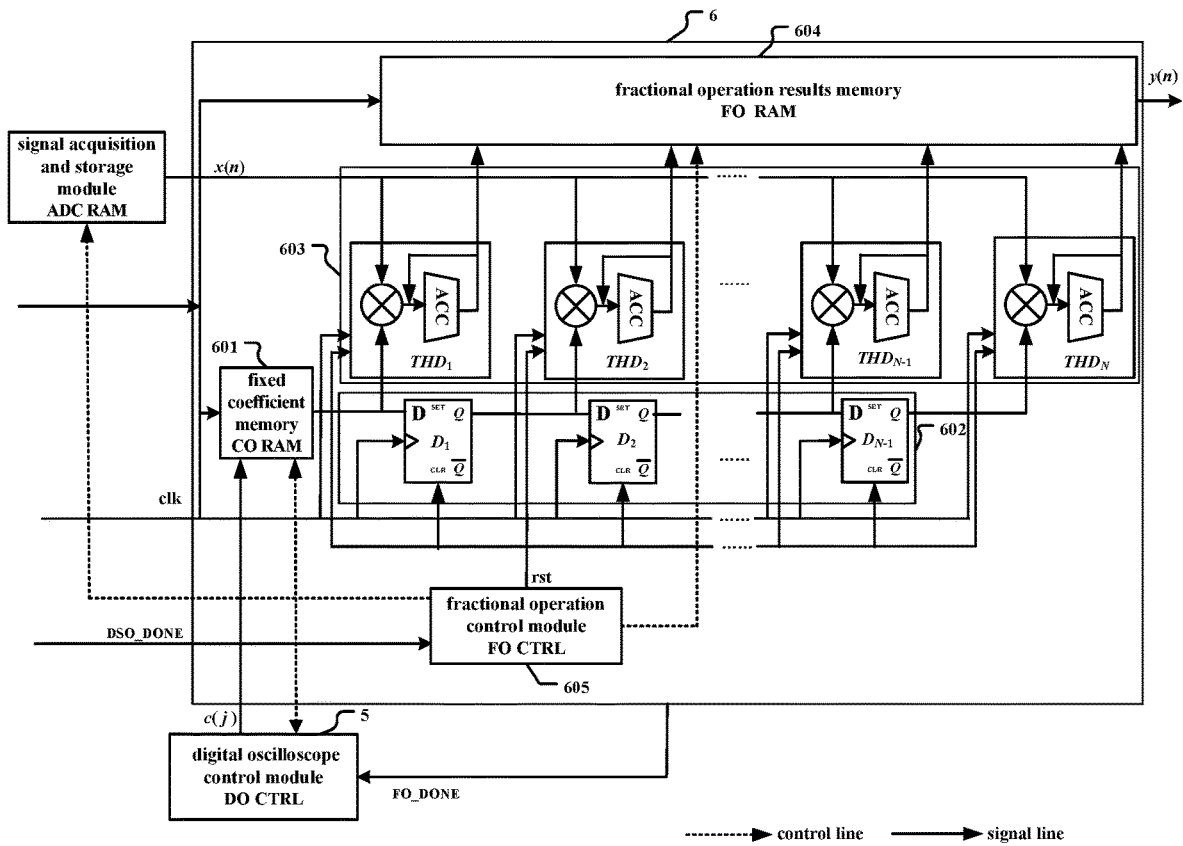 6
604
fractional operation results memory
FO RAM
y(n)
signal acquisition
and storage
module
ADC RAM
x(n)
......
603
ACC
THD1
ACC
THD2
......
ACC
THDN-1
ACC
THDN
601
fixed
coefficient
memory
CO RAM
D SET Q
D1
CLR Q
D SET Q
D2
CLR Q
......
D SET Q
DN-1
CLR Q
602
clk
......
......
rst
fractional operation
control module
FO CTRL
DSO_DONE
605
c(j)
5
digital oscilloscope
control module
DO CTRL
FO_DONE
control line
signal line